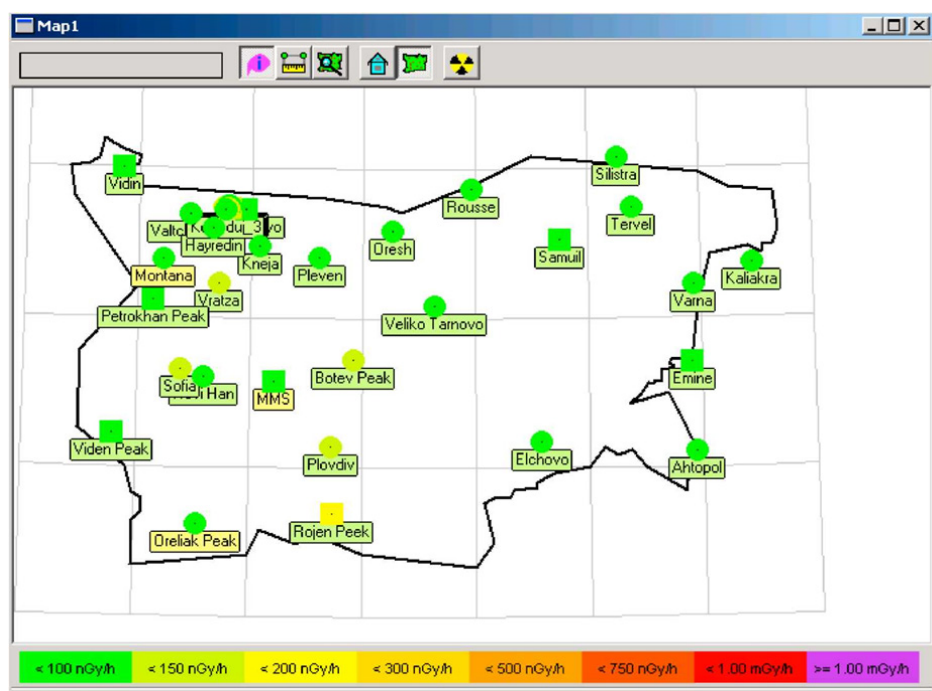 Map1
Vidin
Silistra
Rousse
Tervel
Hayredin
Oresh
Samuil
Kneja
Pleven
Montana
Kaliakra
Vratza
Varna
Petrokhan Peak
Veliko Tarnovo
Sofia
Han
Botev Peak
Emine
MMS
Viden Peak
Plovdiv
Elchovo
Ahtopol
Oreliak Peak
Rojen Peek
< 100 nGy/h < 150 nGy/h < 200 nGy/h < 300 nGy/h < 500 nGy/h < 750 nGy/h < 1.00 mGy/h >= 1.00 mGy/h